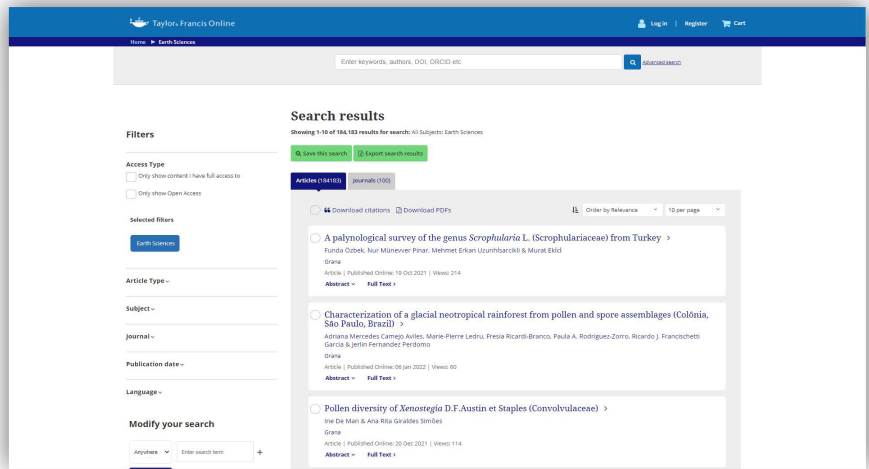 Taylor & Francis Online
Log in | Register Cart
Home ▶ Earth Sciences
Enter keywords, authors, DOI, ORCID etc
Advanced search
Search results
Showing 1-10 of 184,183 results for search: All Subjects: Earth Sciences
Save this search Export search results
Articles (184183) Journals (100)
Filters
Access Type
Only show content I have full access to
Only show Open Access
Selected filters
Earth Sciences
Article Type
Subject
Journal
Publication date
Language
Modify your search
Anywhere Enter search term +
Download citations Download PDFs
Order by Relevance 10 per page
A palynological survey of the genus Scrophularia L. (Scrophulariaceae) from Turkey >
Funda Özbek, Nur Münevver Pinar, Mehmet Erkan Uzunhisarcikli & Murat Ekici
Grana
Article | Published Online: 19 Oct 2021 | Views: 214
Abstract Full Text >
Characterization of a glacial neotropical rainforest from pollen and spore assemblages (Colônia,
São Paulo, Brazil) >
Adriana Mercedes Camejo Aviles, Marie-Pierre Ledru, Fresia Ricardi-Branco, Paula A. Rodríguez-Zorro, Ricardo J. Francischetti
Garcia & Jerlin Fernandez Perdomo
Grana
Article | Published Online: 06 Jan 2022 | Views: 60
Abstract Full Text >
Pollen diversity of Xenostegia D.F.Austin et Staples (Convolvulaceae) >
Ine De Man & Ana Rita Giraldes Simões
Grana
Article | Published Online: 20 Dec 2021 | Views: 114
Abstract Full Text >